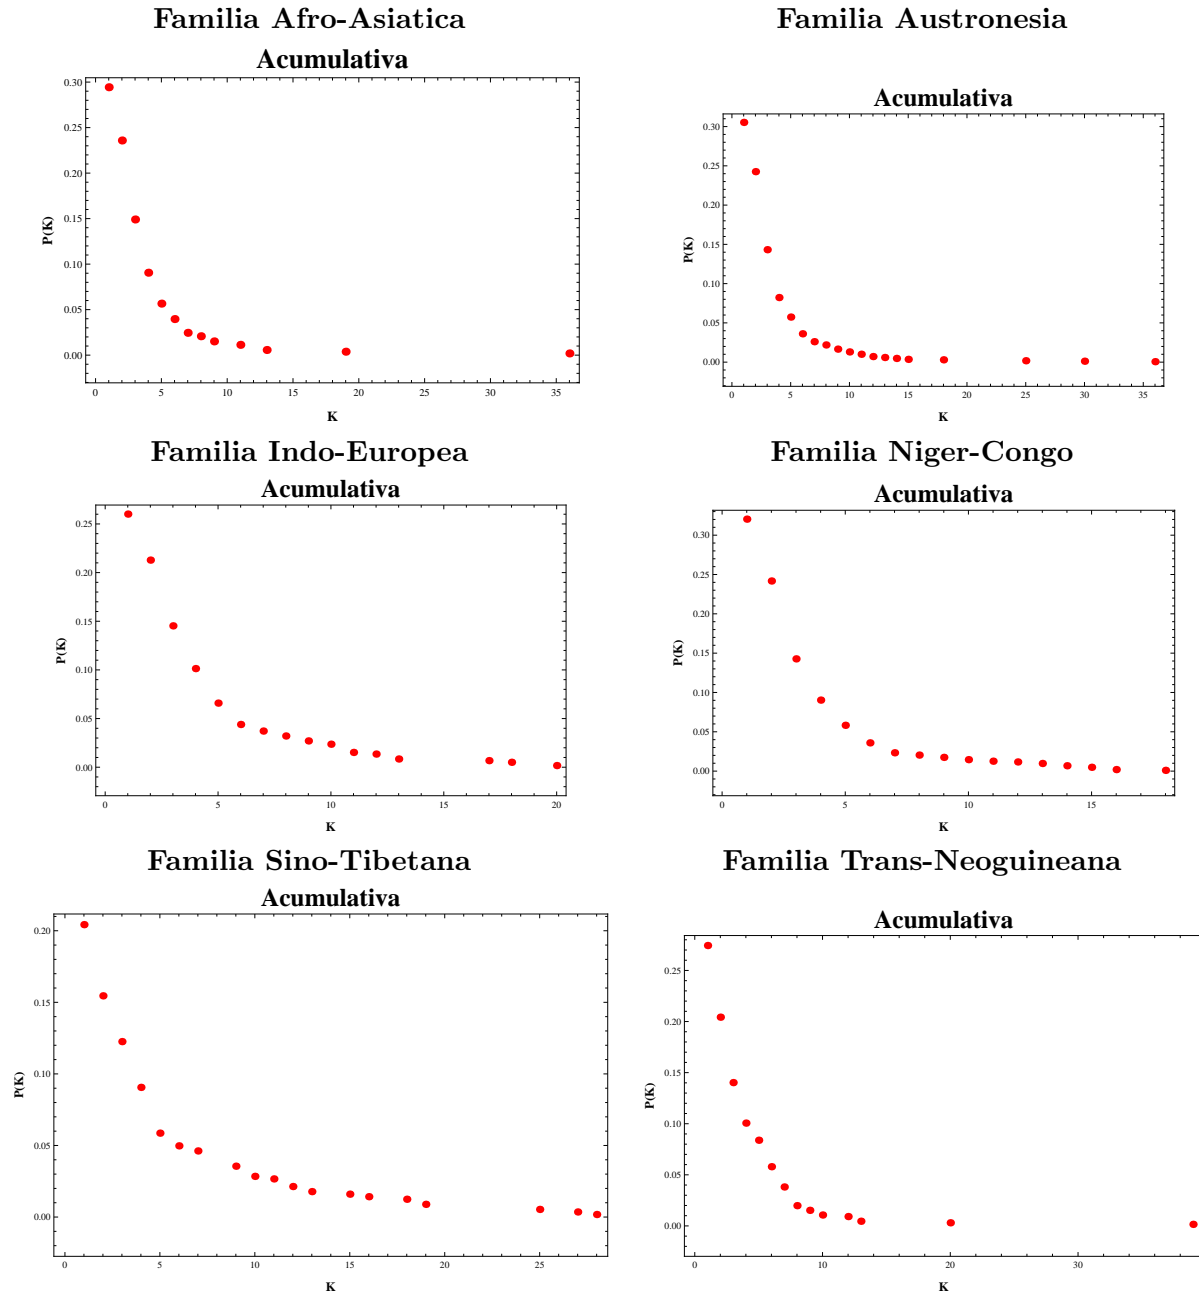 Familia Afro-Asiatica
Acumulativa
0.30
0.25
0.20
0.15
0.10
0.05
0.00
P(K)
0 5 10 15 20 25 30 35
K
Familia Austronesia
Acumulativa
0.30
0.25
0.20
0.15
0.10
0.05
0.00
P(K)
0 5 10 15 20 25 30 35
K
Familia Indo-Europea
Acumulativa
0.25
0.20
0.15
0.10
0.05
0.00
P(K)
0 5 10 15 20
K
Familia Niger-Congo
Acumulativa
0.30
0.25
0.20
0.15
0.10
0.05
0.00
P(K)
0 5 10 15
K
Familia Sino-Tibetana
Acumulativa
0.20
0.15
0.10
0.05
0.00
P(K)
0 5 10 15 20 25
K
Familia Trans-Neoguineana
Acumulativa
0.25
0.20
0.15
0.10
0.05
0.00
P(K)
0 10 20 30
K